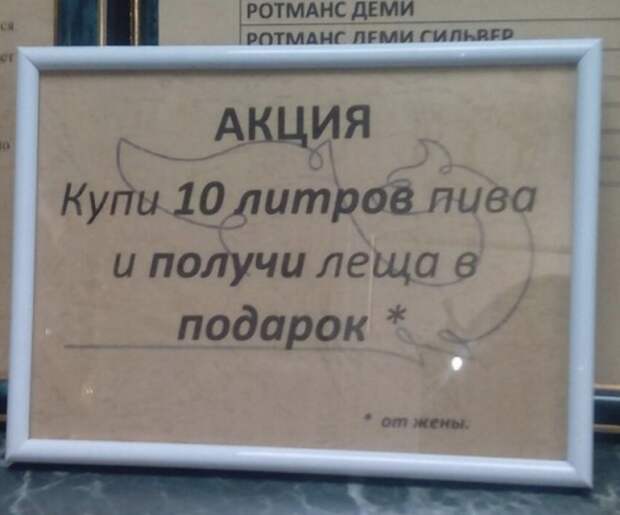 РОТМАНС ДЕМИ
РОТМАНС ДЕМИ СИЛЬВЕР
АКЦИЯ
Купи 10 литров пива
и получи леща в
подарок *
* от жены.